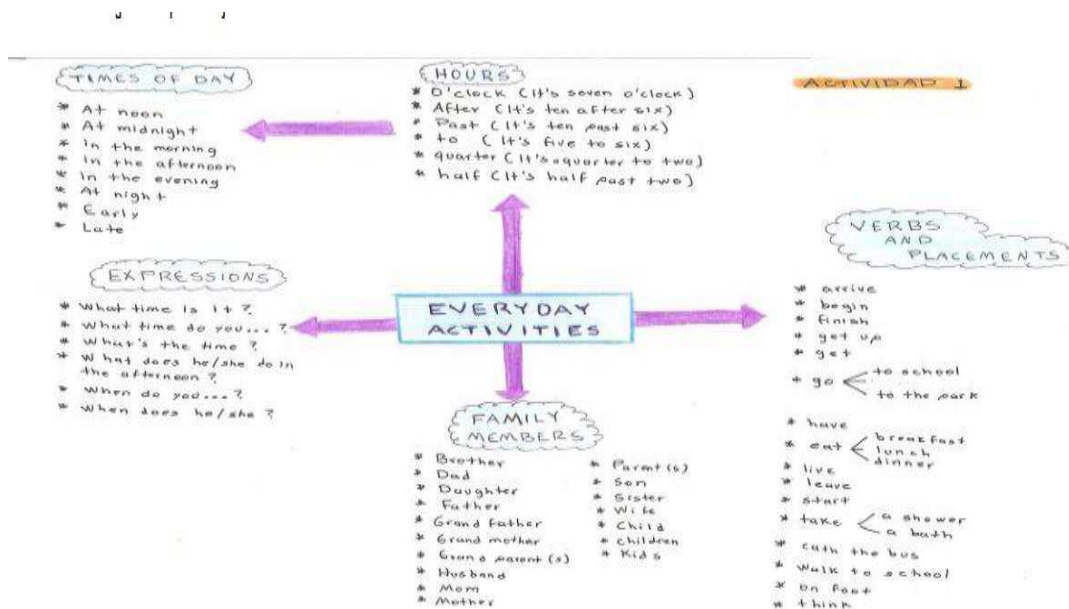 TIMES OF DAY
* At noon
* At midnight
* in the morning
* In the afternoon
* In the evening
* At night
* Early
* Late
HOURS
* O'clock (It's seven o'clock)
* After (It's ten after six)
* Past (It's ten past six)
* to (It's five to six)
* quarter (It's a quarter to two)
* half (It's half past two)
ACTIVIDAD 1
EXPRESSIONS
* What time is it?
* What time do you...?
* What's the time?
* What does he/she do in
the afternoon?
* When do you...?
* When does he/she?
EVERYDAY
ACTIVITIES
VERBS
AND
PLACEMENTS
* arrive
* begin
* finish
* get up
* get
* go
to school
to the park
* have
* eat
breakfast
lunch
dinner
* live
* leave
* start
* take
a shower
a bath
* cath the bus
* Walk to school
* on foot
* think
FAMILY
MEMBERS
* Brother
* Dad
* Daughter
* Father
* Grand father
* Grand mother
* Grand parent (s)
* Husband
* Mom
* Mother
* Parent (s)
* Son
* Sister
* Wife
* Child
* children
* Kids